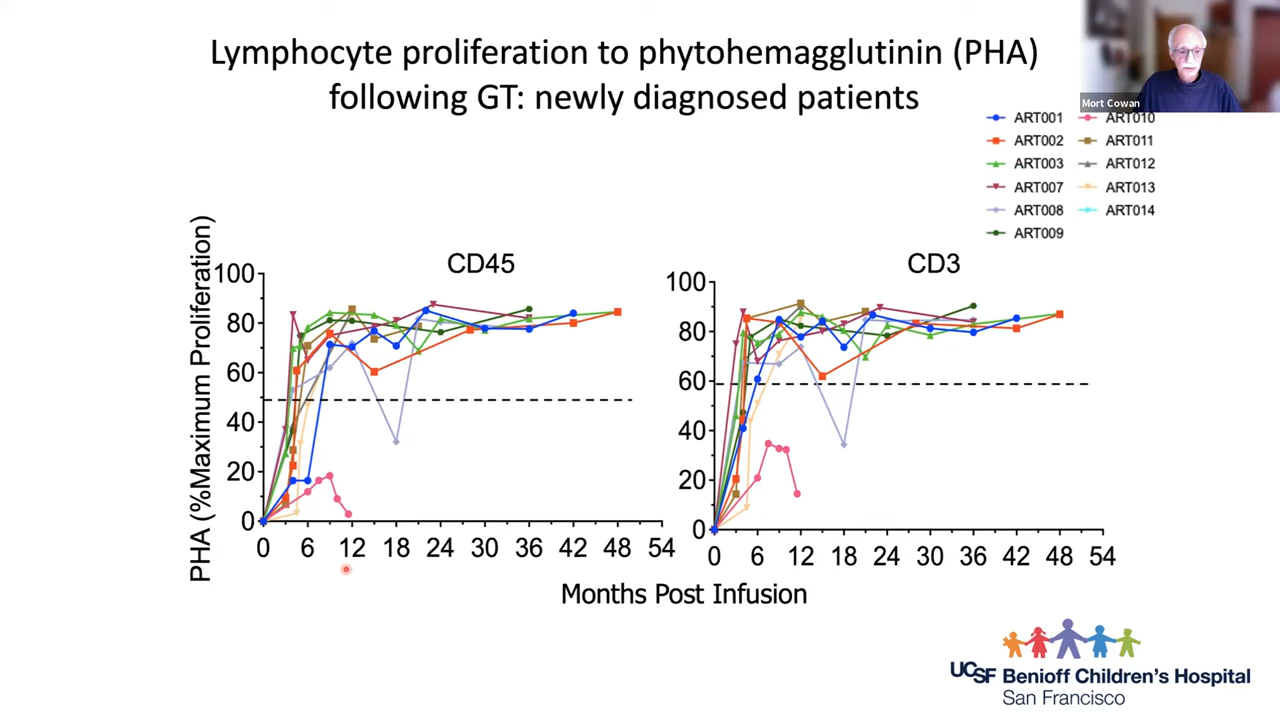 Lymphocyte proliferation to phytohemagglutinin (PHA)
following GT: newly diagnosed patients
Mort Cowan
ART001 ART010
ART002 ART011
ART003 ART012
ART007 ART013
ART008 ART014
ART009
PHA (%Maximum Proliferation)
CD45
100
80
60
40
20
0
0 6 12 18 24 30 36 42 48 54
CD3
100
80
60
40
20
0
0 6 12 18 24 30 36 42 48 54
Months Post Infusion
UCSF Benioff Children's Hospital
San Francisco